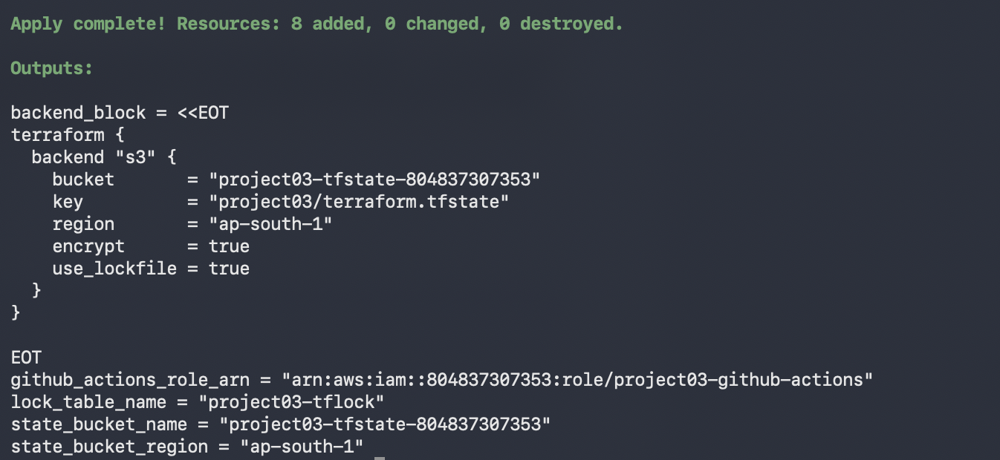 Apply complete! Resources: 8 added, 0 changed, 0 destroyed.
Outputs:
backend_block = <<EOT
terraform {
  backend "s3" {
    bucket       = "project03-tfstate-804837307353"
    key          = "project03/terraform.tfstate"
    region       = "ap-south-1"
    encrypt      = true
    use_lockfile = true
  }
}
EOT
github_actions_role_arn = "arn:aws:iam::804837307353:role/project03-github-actions"
lock_table_name = "project03-tflock"
state_bucket_name = "project03-tfstate-804837307353"
state_bucket_region = "ap-south-1"